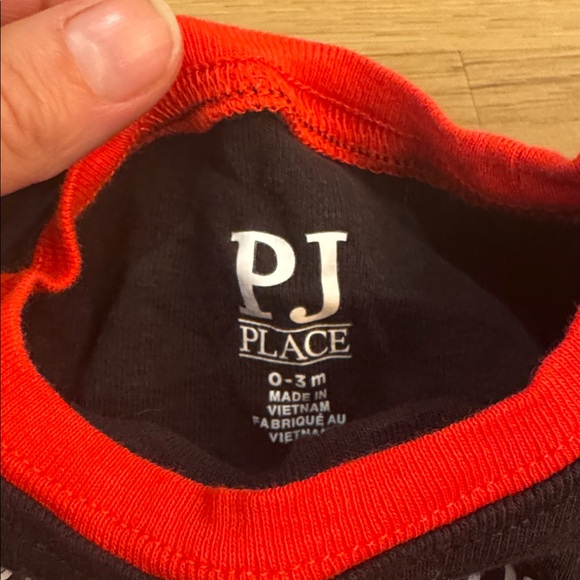 PJ
PLACE
0-3 m
MADE IN
VIETNAM
FABRIQUÉ AU
VIETNAM